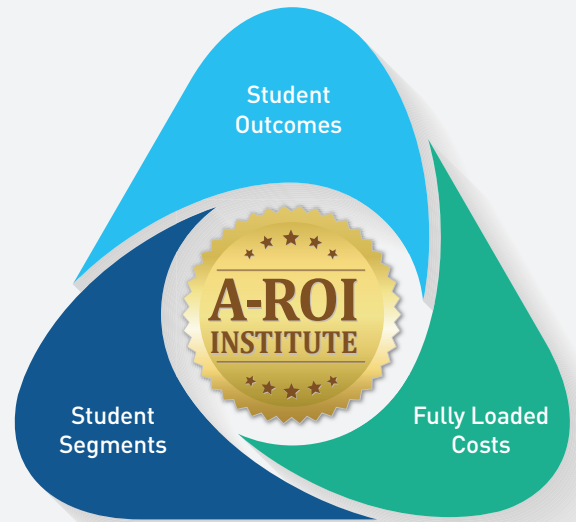 Student
Outcomes
A-ROI
INSTITUTE
Student
Segments
Fully Loaded
Costs